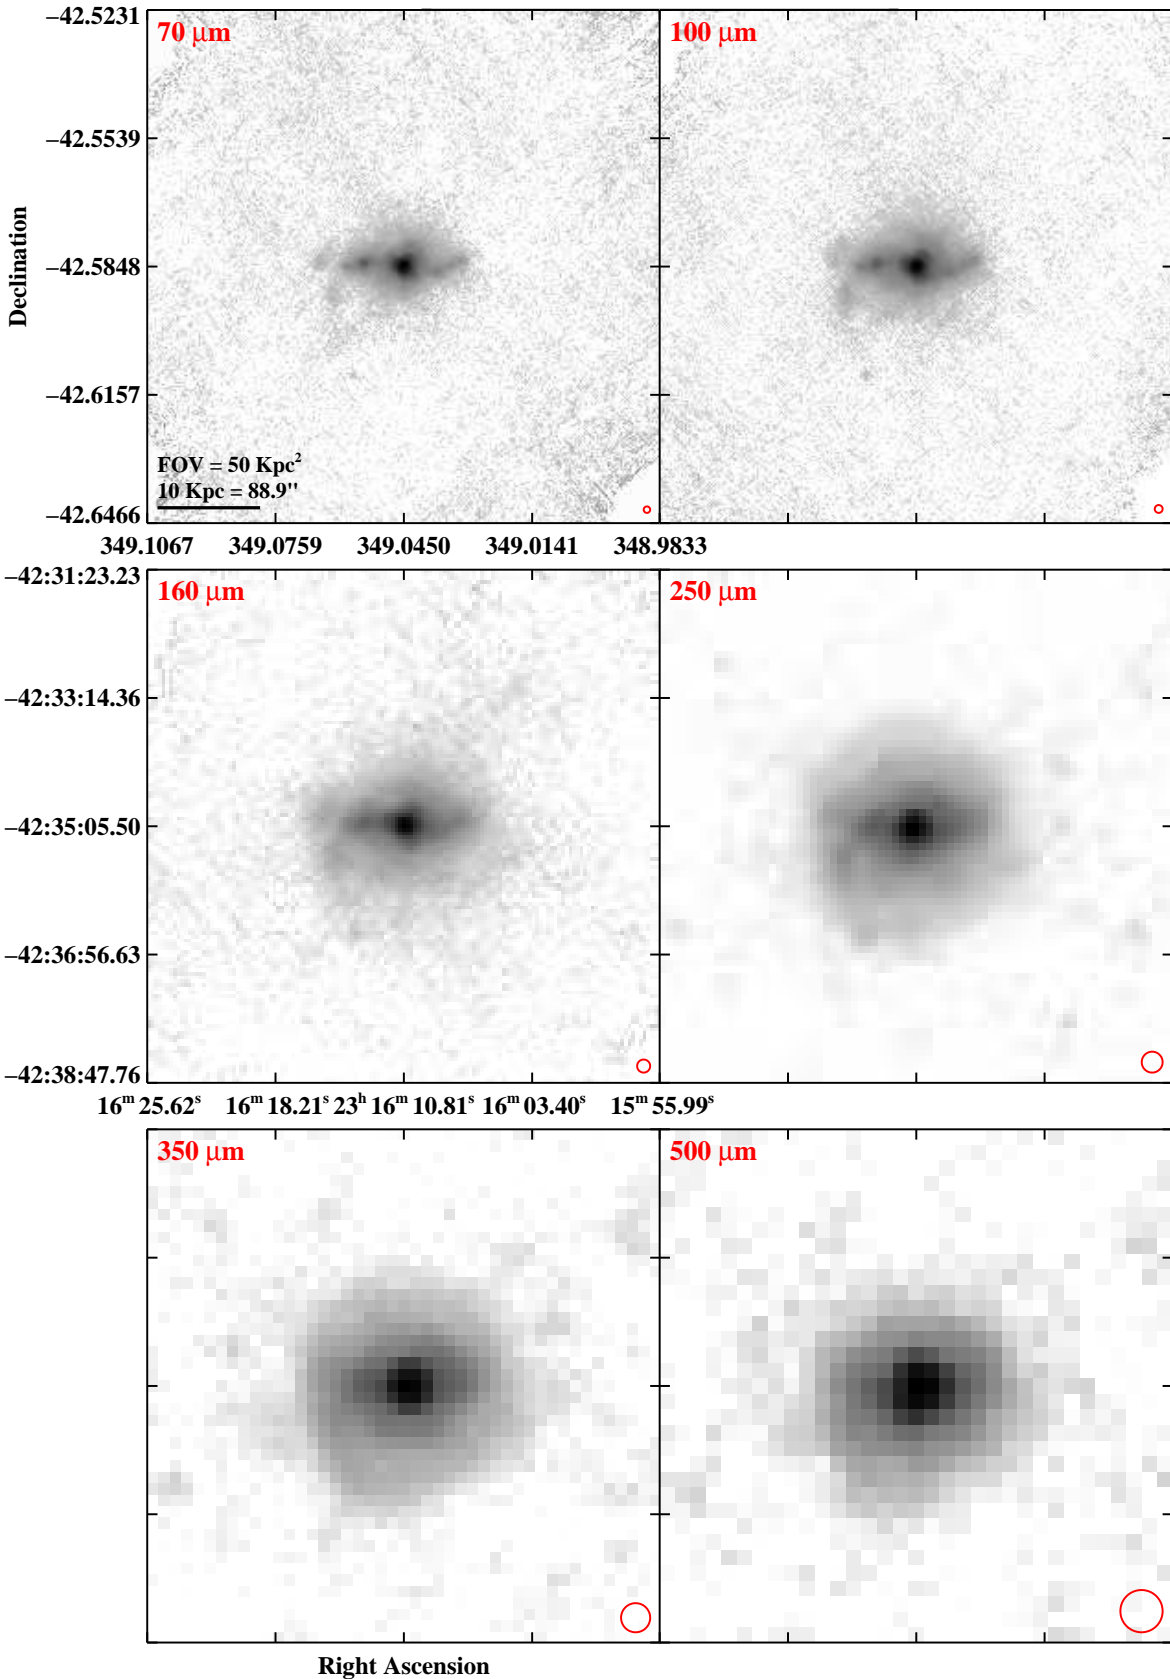 −42.5231
70 µm
100 µm
−42.5539
Declination
−42.5848
−42.6157
FOV = 50 Kpc²
10 Kpc = 88.9"
−42.6466
349.1067 349.0759 349.0450 349.0141 348.9833
−42:31:23.23
160 µm
250 µm
−42:33:14.36
−42:35:05.50
−42:36:56.63
−42:38:47.76
16ᵐ 25.62ˢ 16ᵐ 18.21ˢ 23ʰ 16ᵐ 10.81ˢ 16ᵐ 03.40ˢ 15ᵐ 55.99ˢ
350 µm
500 µm
Right Ascension